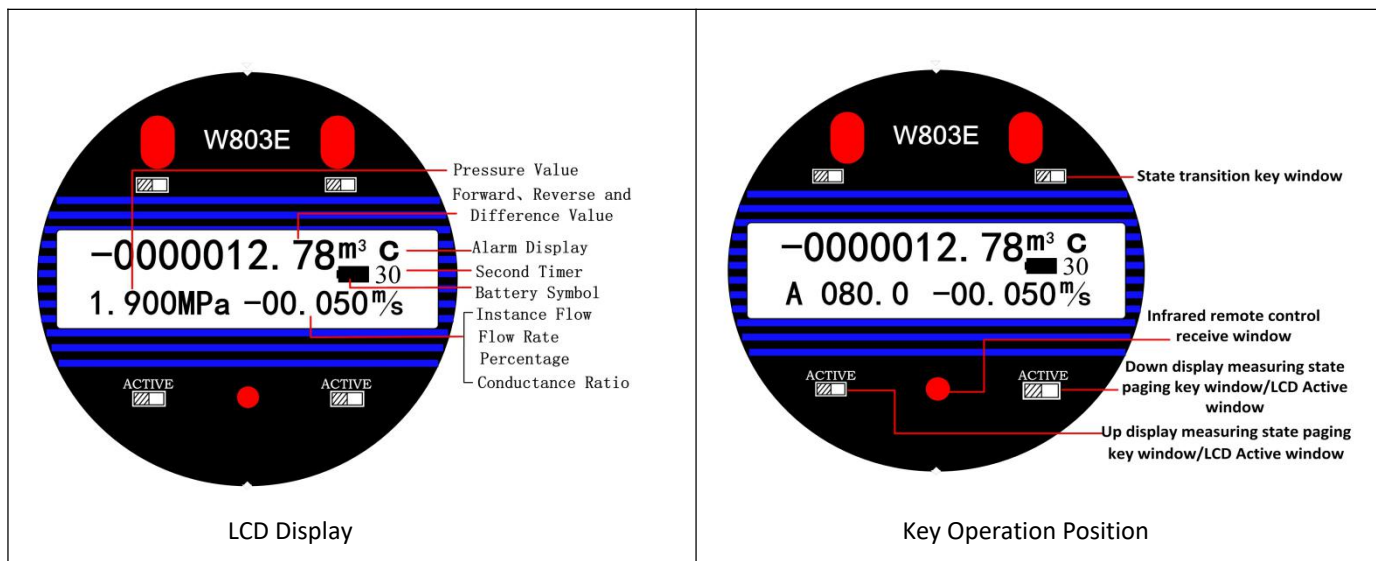 W803E
Pressure Value
Forward、Reverse and
Difference Value
-0000012.78m³ C
Alarm Display
30
Second Timer
Battery Symbol
1.900MPa -00.050m/s
Instance Flow
Flow Rate
Percentage
Conductance Ratio
ACTIVE
ACTIVE
LCD Display
W803E
State transition key window
-0000012.78m³ C
30
A 080.0 -00.050m/s
Infrared remote control
receive window
ACTIVE
ACTIVE
Down display measuring state
paging key window/LCD Active
window
Up display measuring state paging
key window/LCD Active window
Key Operation Position